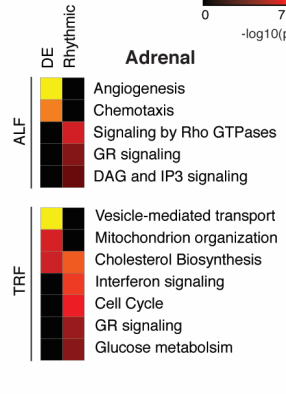 0 7
-log10(p
DE
Rhythmic
Adrenal
ALF
Angiogenesis
Chemotaxis
Signaling by Rho GTPases
GR signaling
DAG and IP3 signaling
TRF
Vesicle-mediated transport
Mitochondrion organization
Cholesterol Biosynthesis
Interferon signaling
Cell Cycle
GR signaling
Glucose metabolsim